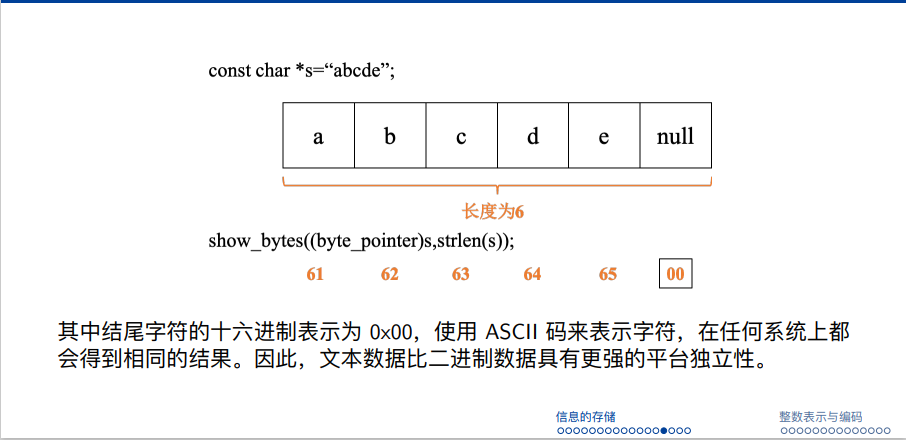 const char *s=“abcde”;
a b c d e null
长度为6
show_bytes((byte_pointer)s,strlen(s));
61 62 63 64 65 00
其中结尾字符的十六进制表示为 0x00，使用 ASCII 码来表示字符，在任何系统上都
会得到相同的结果。因此，文本数据比二进制数据具有更强的平台独立性。
信息的存储 整数表示与编码